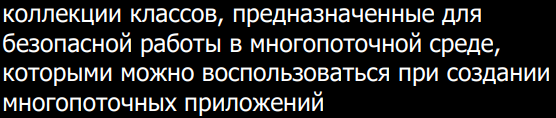 коллекции классов, предназначенные для
безопасной работы в многопоточной среде,
которыми можно воспользоваться при создании
многопоточных приложений